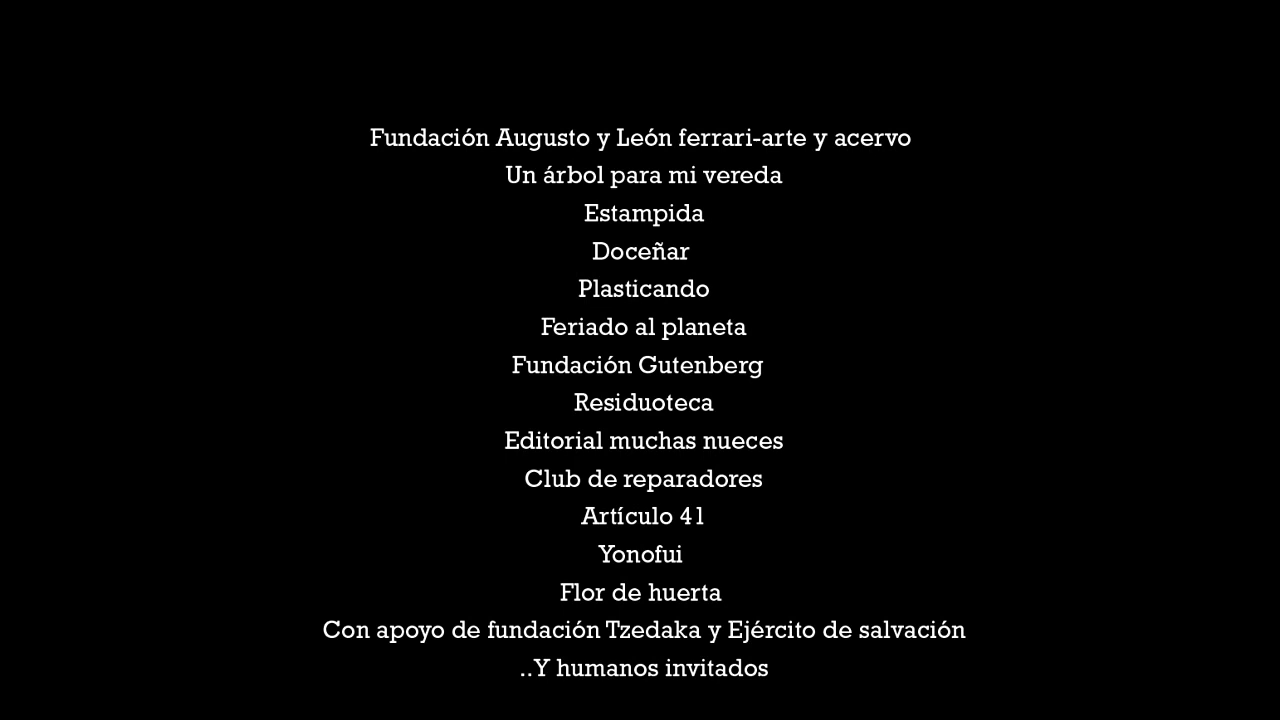 Fundación Augusto y León ferrari-arte y acervo
Un árbol para mi vereda
Estampida
Doceñar
Plasticando
Feriado al planeta
Fundación Gutenberg
Residuoteca
Editorial muchas nueces
Club de reparadores
Artículo 41
Yonofui
Flor de huerta
Con apoyo de fundación Tzedaka y Ejército de salvación
..Y humanos invitados